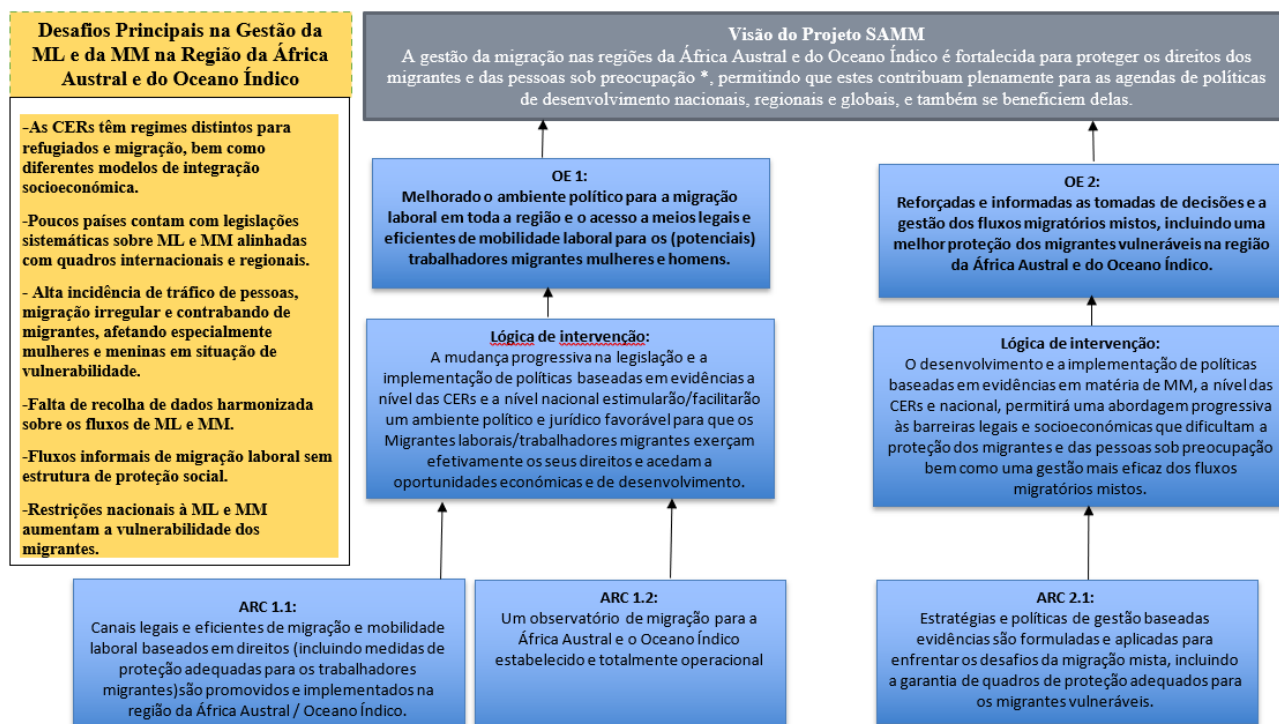 Desafios Principais na Gestão da
ML e da MM na Região da África
Austral e do Oceano Índico
-As CERs têm regimes distintos para
refugiados e migração, bem como
diferentes modelos de integração
socioeconómica.
-Poucos países contam com legislações
sistemáticas sobre ML e MM alinhadas
com quadros internacionais e regionais.
- Alta incidência de tráfico de pessoas,
migração irregular e contrabando de
migrantes, afetando especialmente
mulheres e meninas em situação de
vulnerabilidade.
-Falta de recolha de dados harmonizada
sobre os fluxos de ML e MM.
-Fluxos informais de migração laboral sem
estrutura de proteção social.
-Restrições nacionais à ML e MM
aumentam a vulnerabilidade dos
migrantes.
Visão do Projeto SAMM
A gestão da migração nas regiões da África Austral e do Oceano Índico é fortalecida para proteger os direitos dos
migrantes e das pessoas sob preocupação *, permitindo que estes contribuam plenamente para as agendas de políticas
de desenvolvimento nacionais, regionais e globais, e também se beneficiem delas.
OE 1:
Melhorado o ambiente político para a migração
laboral em toda a região e o acesso a meios legais e
eficientes de mobilidade laboral para os (potenciais)
trabalhadores migrantes mulheres e homens.
OE 2:
Reforçadas e informadas as tomadas de decisões e a
gestão dos fluxos migratórios mistos, incluindo uma
melhor proteção dos migrantes vulneráveis na região
da África Austral e do Oceano Índico.
Lógica de intervenção:
A mudança progressiva na legislação e a
implementação de políticas baseadas em evidências a
nível das CERs e a nível nacional estimularão/facilitarão
um ambiente político e jurídico favorável para que os
Migrantes laborais/trabalhadores migrantes exerçam
efetivamente os seus direitos e acedam a
oportunidades económicas e de desenvolvimento.
Lógica de intervenção:
O desenvolvimento e a implementação de políticas
baseadas em evidências em matéria de MM, a nível das
CERs e nacional, permitirá uma abordagem progressiva
às barreiras legais e socioeconómicas que dificultam a
proteção dos migrantes e das pessoas sob preocupação
bem como uma gestão mais eficaz dos fluxos
migratórios mistos.
ARC 1.1:
Canais legais e eficientes de migração e mobilidade
laboral baseados em direitos (incluindo medidas de
proteção adequadas para os trabalhadores
migrantes)são promovidos e implementados na
região da África Austral / Oceano Índico.
ARC 1.2:
Um observatório de migração para a
África Austral e o Oceano Índico
estabelecido e totalmente operacional
ARC 2.1:
Estratégias e políticas de gestão baseadas
evidências são formuladas e aplicadas para
enfrentar os desafios da migração mista, incluindo
a garantia de quadros de proteção adequados para
os migrantes vulneráveis.